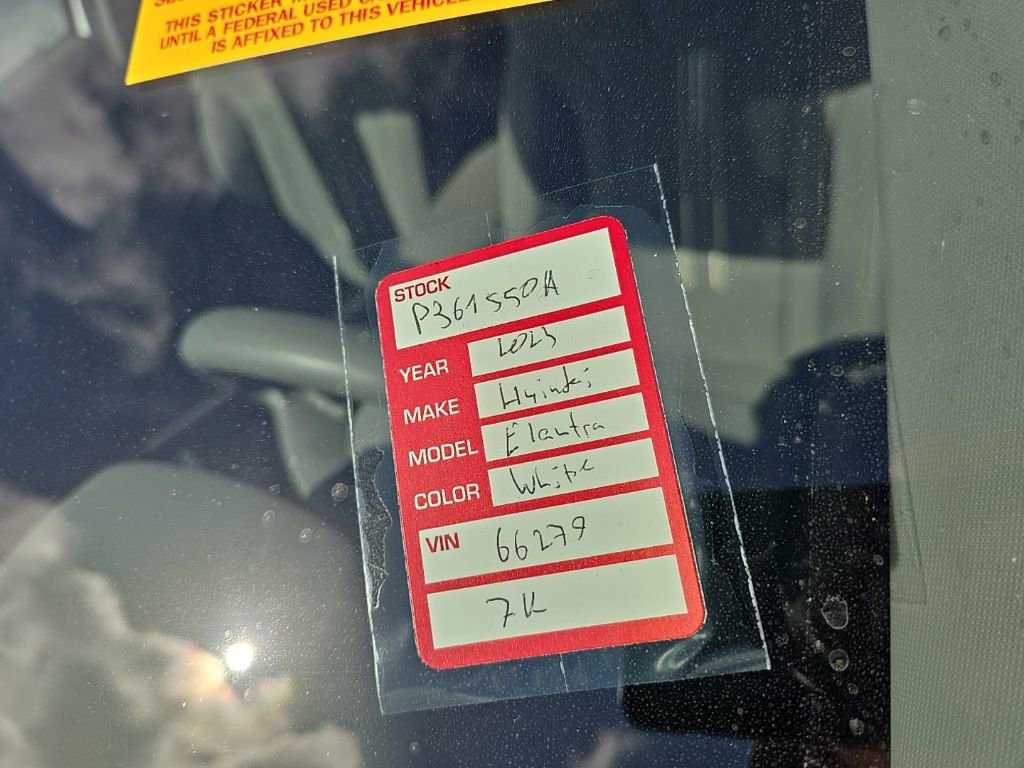 THIS STICKER
UNTIL A FEDERAL USED
IS AFFIXED TO THIS VEHICLE
STOCK
P361550A
YEAR 2023
MAKE Hyindi
MODEL Elantra
COLOR White
VIN 66279
7K